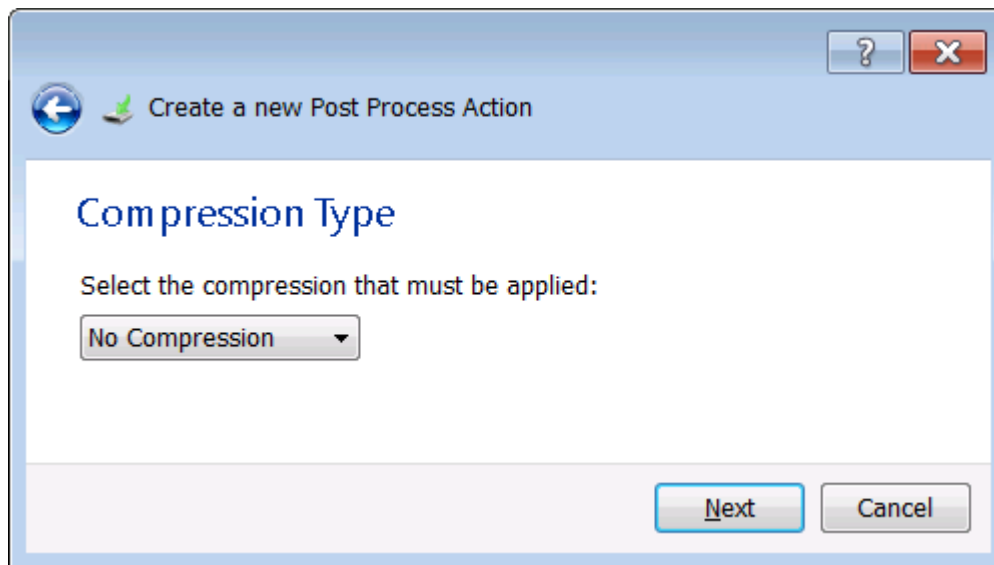 Create a new Post Process Action
Compression Type
Select the compression that must be applied:
No Compression
Next Cancel